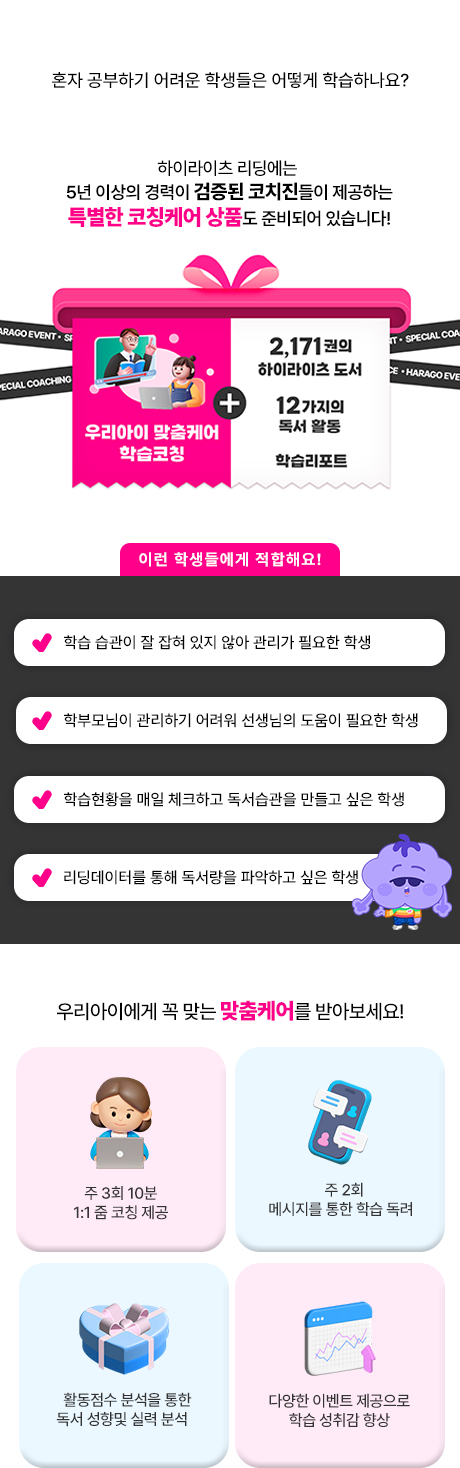 혼자 공부하기 어려운 학생들은 어떻게 학습하나요?
하이라이츠 리딩에는
5년 이상의 경력이 검증된 코치진들이 제공하는
특별한 코칭케어 상품도 준비되어 있습니다!
ARAGO EVENT • S
NT • SPECIAL COA
PECIAL COACHING
CE • HARAGO EVE
우리아이 맞춤케어
학습코칭
+
2,171권의
하이라이츠 도서
12가지의
독서 활동
학습리포트
이런 학생들에게 적합해요!
학습 습관이 잘 잡혀 있지 않아 관리가 필요한 학생
학부모님이 관리하기 어려워 선생님의 도움이 필요한 학생
학습현황을 매일 체크하고 독서습관을 만들고 싶은 학생
리딩데이터를 통해 독서량을 파악하고 싶은 학생
우리아이에게 꼭 맞는 맞춤케어를 받아보세요!
주 3회 10분
1:1 줌 코칭 제공
주 2회
메시지를 통한 학습 독려
활동점수 분석을 통한
독서 성향및 실력 분석
다양한 이벤트 제공으로
학습 성취감 향상